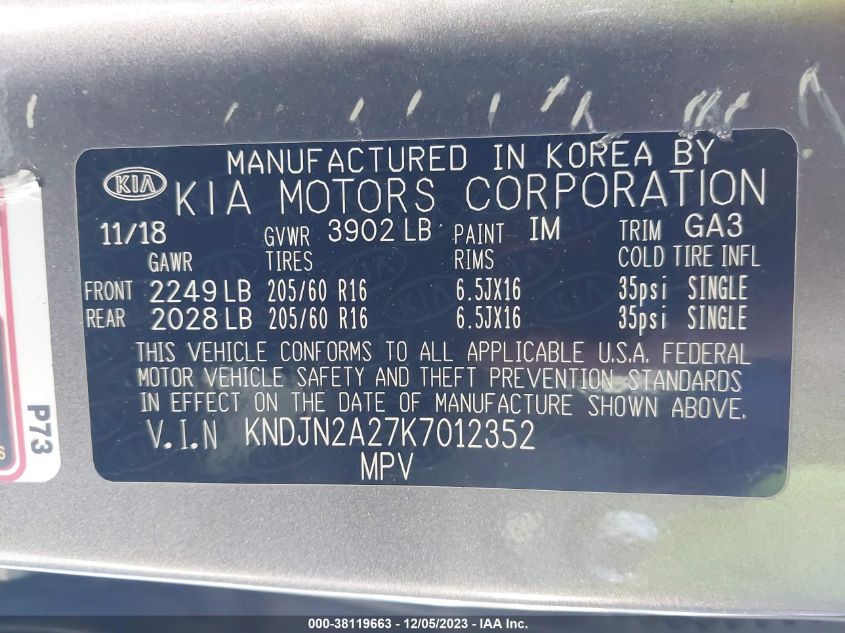 MANUFACTURED IN KOREA BY
KIA KIA MOTORS CORPORATION
11/18 GVWR 3902 LB PAINT IM TRIM GA3
GAWR TIRES RIMS COLD TIRE INFL
FRONT 2249 LB 205/60 R16 6.5JX16 35psi SINGLE
REAR 2028 LB 205/60 R16 6.5JX16 35psi SINGLE
THIS VEHICLE CONFORMS TO ALL APPLICABLE U.S.A. FEDERAL
MOTOR VEHICLE SAFETY AND THEFT PREVENTION STANDARDS
IN EFFECT ON THE DATE OF MANUFACTURE SHOWN ABOVE.
V.I.N KNDJN2A27K7012352
MPV
P73
000-38119663 - 12/05/2023 - IAA Inc.